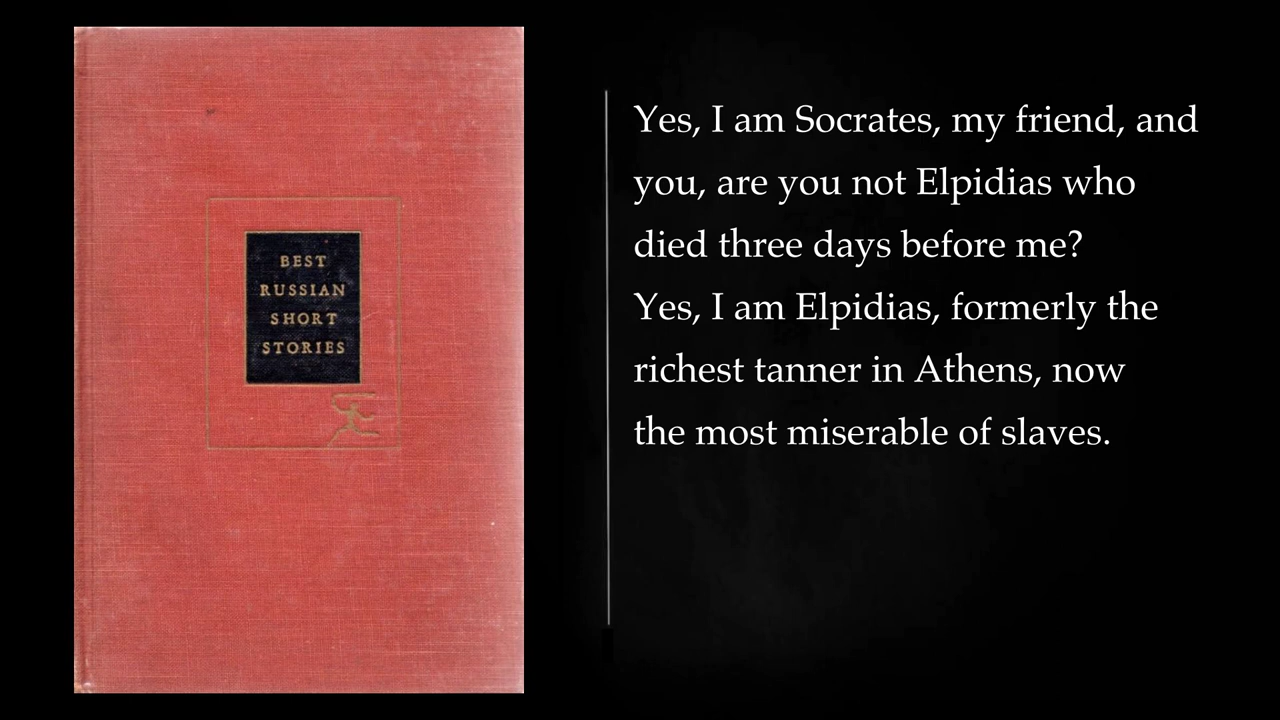 BEST
RUSSIAN
SHORT
STORIES
Yes, I am Socrates, my friend, and
you, are you not Elpidias who
died three days before me?
Yes, I am Elpidias, formerly the
richest tanner in Athens, now
the most miserable of slaves.